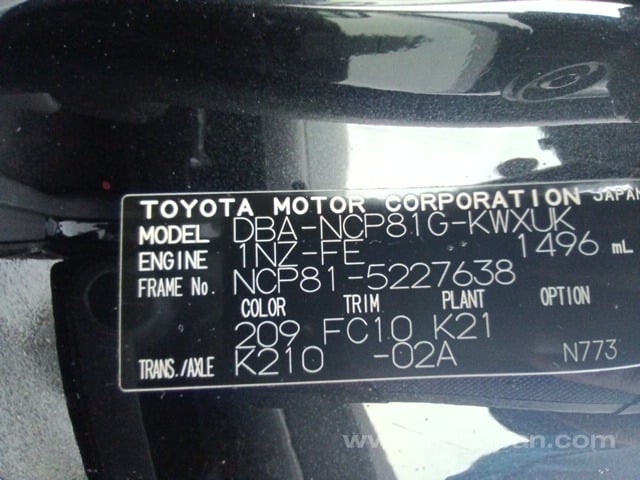 TOYOTA MOTOR CORPORATION JAPAN
MODEL DBA-NCP81G-KWXUK
ENGINE 1NZ-FE 1496 mL
FRAME No. NCP81-5227638
COLOR TRIM PLANT OPTION
209 FC10 K21
TRANS./AXLE K210 -02A N773